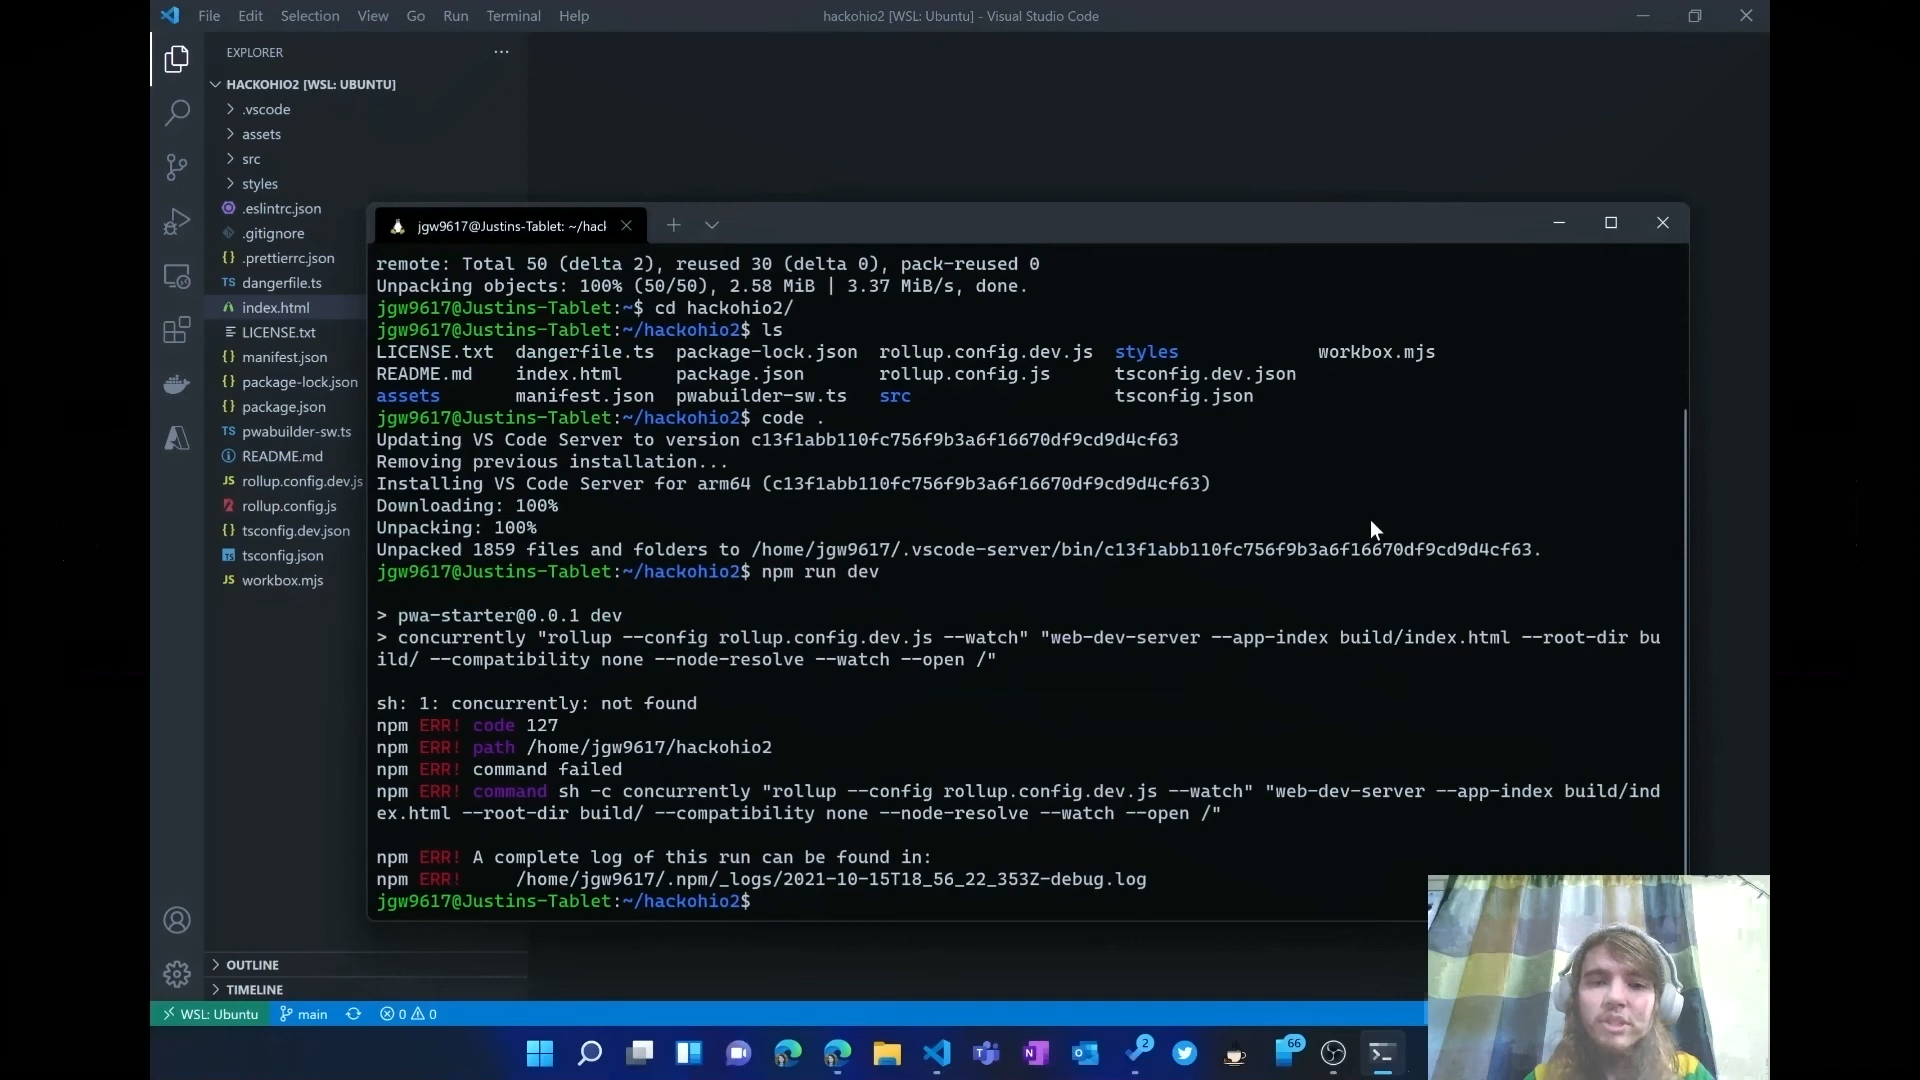 File Edit Selection View Go Run Terminal Help
hackohio2 [WSL: Ubuntu] - Visual Studio Code
EXPLORER
HACKOHIO2 [WSL: UBUNTU]
.vscode
assets
src
styles
.eslintrc.json
.gitignore
.prettierrc.json
TS dangerfile.ts
index.html
LICENSE.txt
manifest.json
package-lock.json
package.json
TS pwabuilder-sw.ts
README.md
JS rollup.config.dev.js
rollup.config.js
tsconfig.dev.json
TS tsconfig.json
JS workbox.mjs
OUTLINE
TIMELINE
jgw9617@Justins-Tablet: ~/hack
remote: Total 50 (delta 2), reused 30 (delta 0), pack-reused 0
Unpacking objects: 100% (50/50), 2.58 MiB | 3.37 MiB/s, done.
jgw9617@Justins-Tablet:~$ cd hackohio2/
jgw9617@Justins-Tablet:~/hackohio2$ ls
LICENSE.txt dangerfile.ts package-lock.json rollup.config.dev.js styles workbox.mjs
README.md index.html package.json rollup.config.js tsconfig.dev.json
assets manifest.json pwabuilder-sw.ts src tsconfig.json
jgw9617@Justins-Tablet:~/hackohio2$ code .
Updating VS Code Server to version c13f1abb110fc756f9b3a6f16670df9cd9d4cf63
Removing previous installation...
Installing VS Code Server for arm64 (c13f1abb110fc756f9b3a6f16670df9cd9d4cf63)
Downloading: 100%
Unpacking: 100%
Unpacked 1859 files and folders to /home/jgw9617/.vscode-server/bin/c13f1abb110fc756f9b3a6f16670df9cd9d4cf63.
jgw9617@Justins-Tablet:~/hackohio2$ npm run dev
> pwa-starter@0.0.1 dev
> concurrently "rollup --config rollup.config.dev.js --watch" "web-dev-server --app-index build/index.html --root-dir bu
ild/ --compatibility none --node-resolve --watch --open /"
sh: 1: concurrently: not found
npm ERR! code 127
npm ERR! path /home/jgw9617/hackohio2
npm ERR! command failed
npm ERR! command sh -c concurrently "rollup --config rollup.config.dev.js --watch" "web-dev-server --app-index build/ind
ex.html --root-dir build/ --compatibility none --node-resolve --watch --open /"
npm ERR! A complete log of this run can be found in:
npm ERR! /home/jgw9617/.npm/_logs/2021-10-15T18_56_22_353Z-debug.log
jgw9617@Justins-Tablet:~/hackohio2$
WSL: Ubuntu main 0 0
2 66